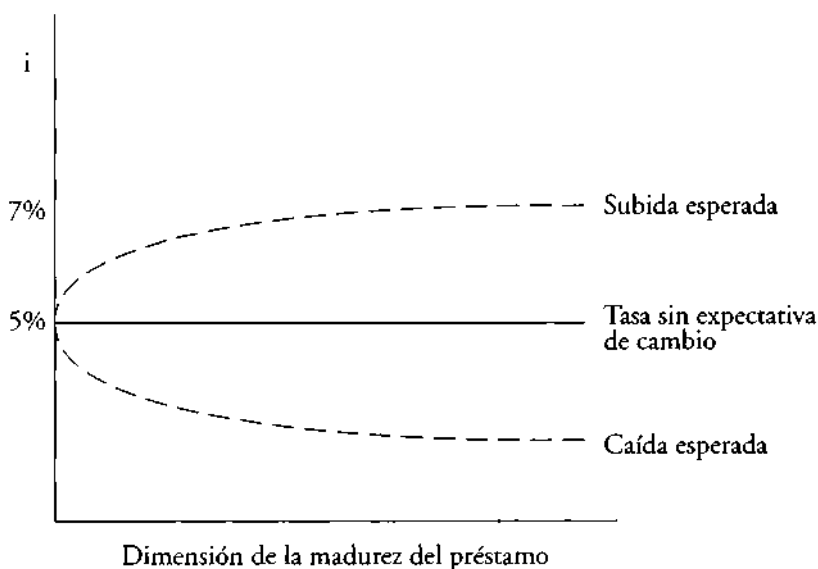 i
7%
Subida esperada
5%
Tasa sin expectativa
de cambio
Caída esperada
Dimensión de la madurez del préstamo